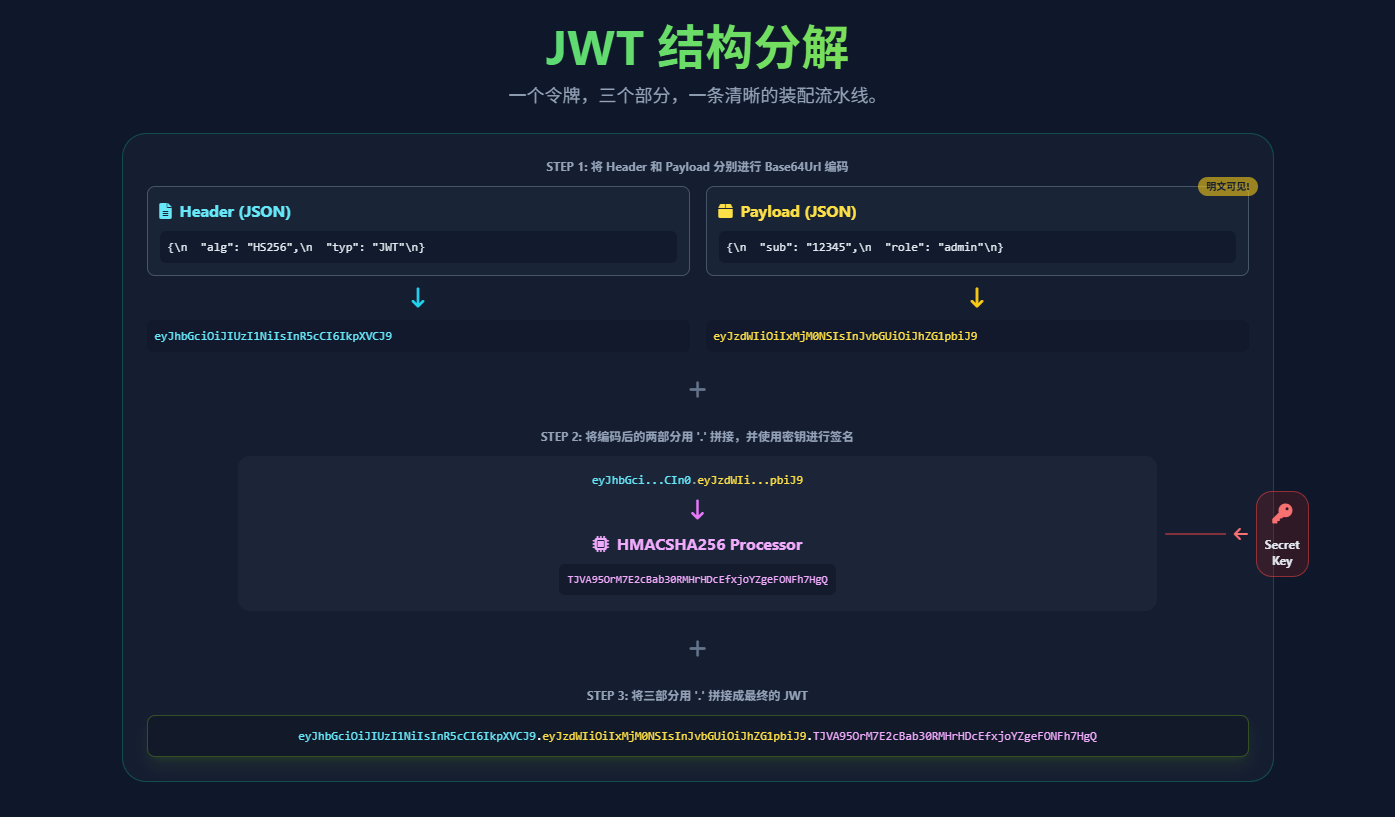 JWT 结构分解
一个令牌，三个部分，一条清晰的装配流水线。
STEP 1: 将 Header 和 Payload 分别进行 Base64Url 编码
明文可见!
Header (JSON)
{\n  "alg": "HS256",\n  "typ": "JWT"\n}
Payload (JSON)
{\n  "sub": "12345",\n  "role": "admin"\n}
eyJhbGciOiJIUzI1NiIsInR5cCI6IkpXVCJ9
eyJzdWIiOiIxMjM0NSIsInJvbGUiOiJhZG1pbiJ9
+
STEP 2: 将编码后的两部分用 '.' 拼接，并使用密钥进行签名
eyJhbGci...CIn0.eyJzdWIi...pbiJ9
HMACSHA256 Processor
TJVA95OrM7E2cBab30RMHrHDcEfxjoYZgeFONFh7HgQ
Secret
Key
+
STEP 3: 将三部分用 '.' 拼接成最终的 JWT
eyJhbGciOiJIUzI1NiIsInR5cCI6IkpXVCJ9.eyJzdWIiOiIxMjM0NSIsInJvbGUiOiJhZG1pbiJ9.TJVA95OrM7E2cBab30RMHrHDcEfxjoYZgeFONFh7HgQ